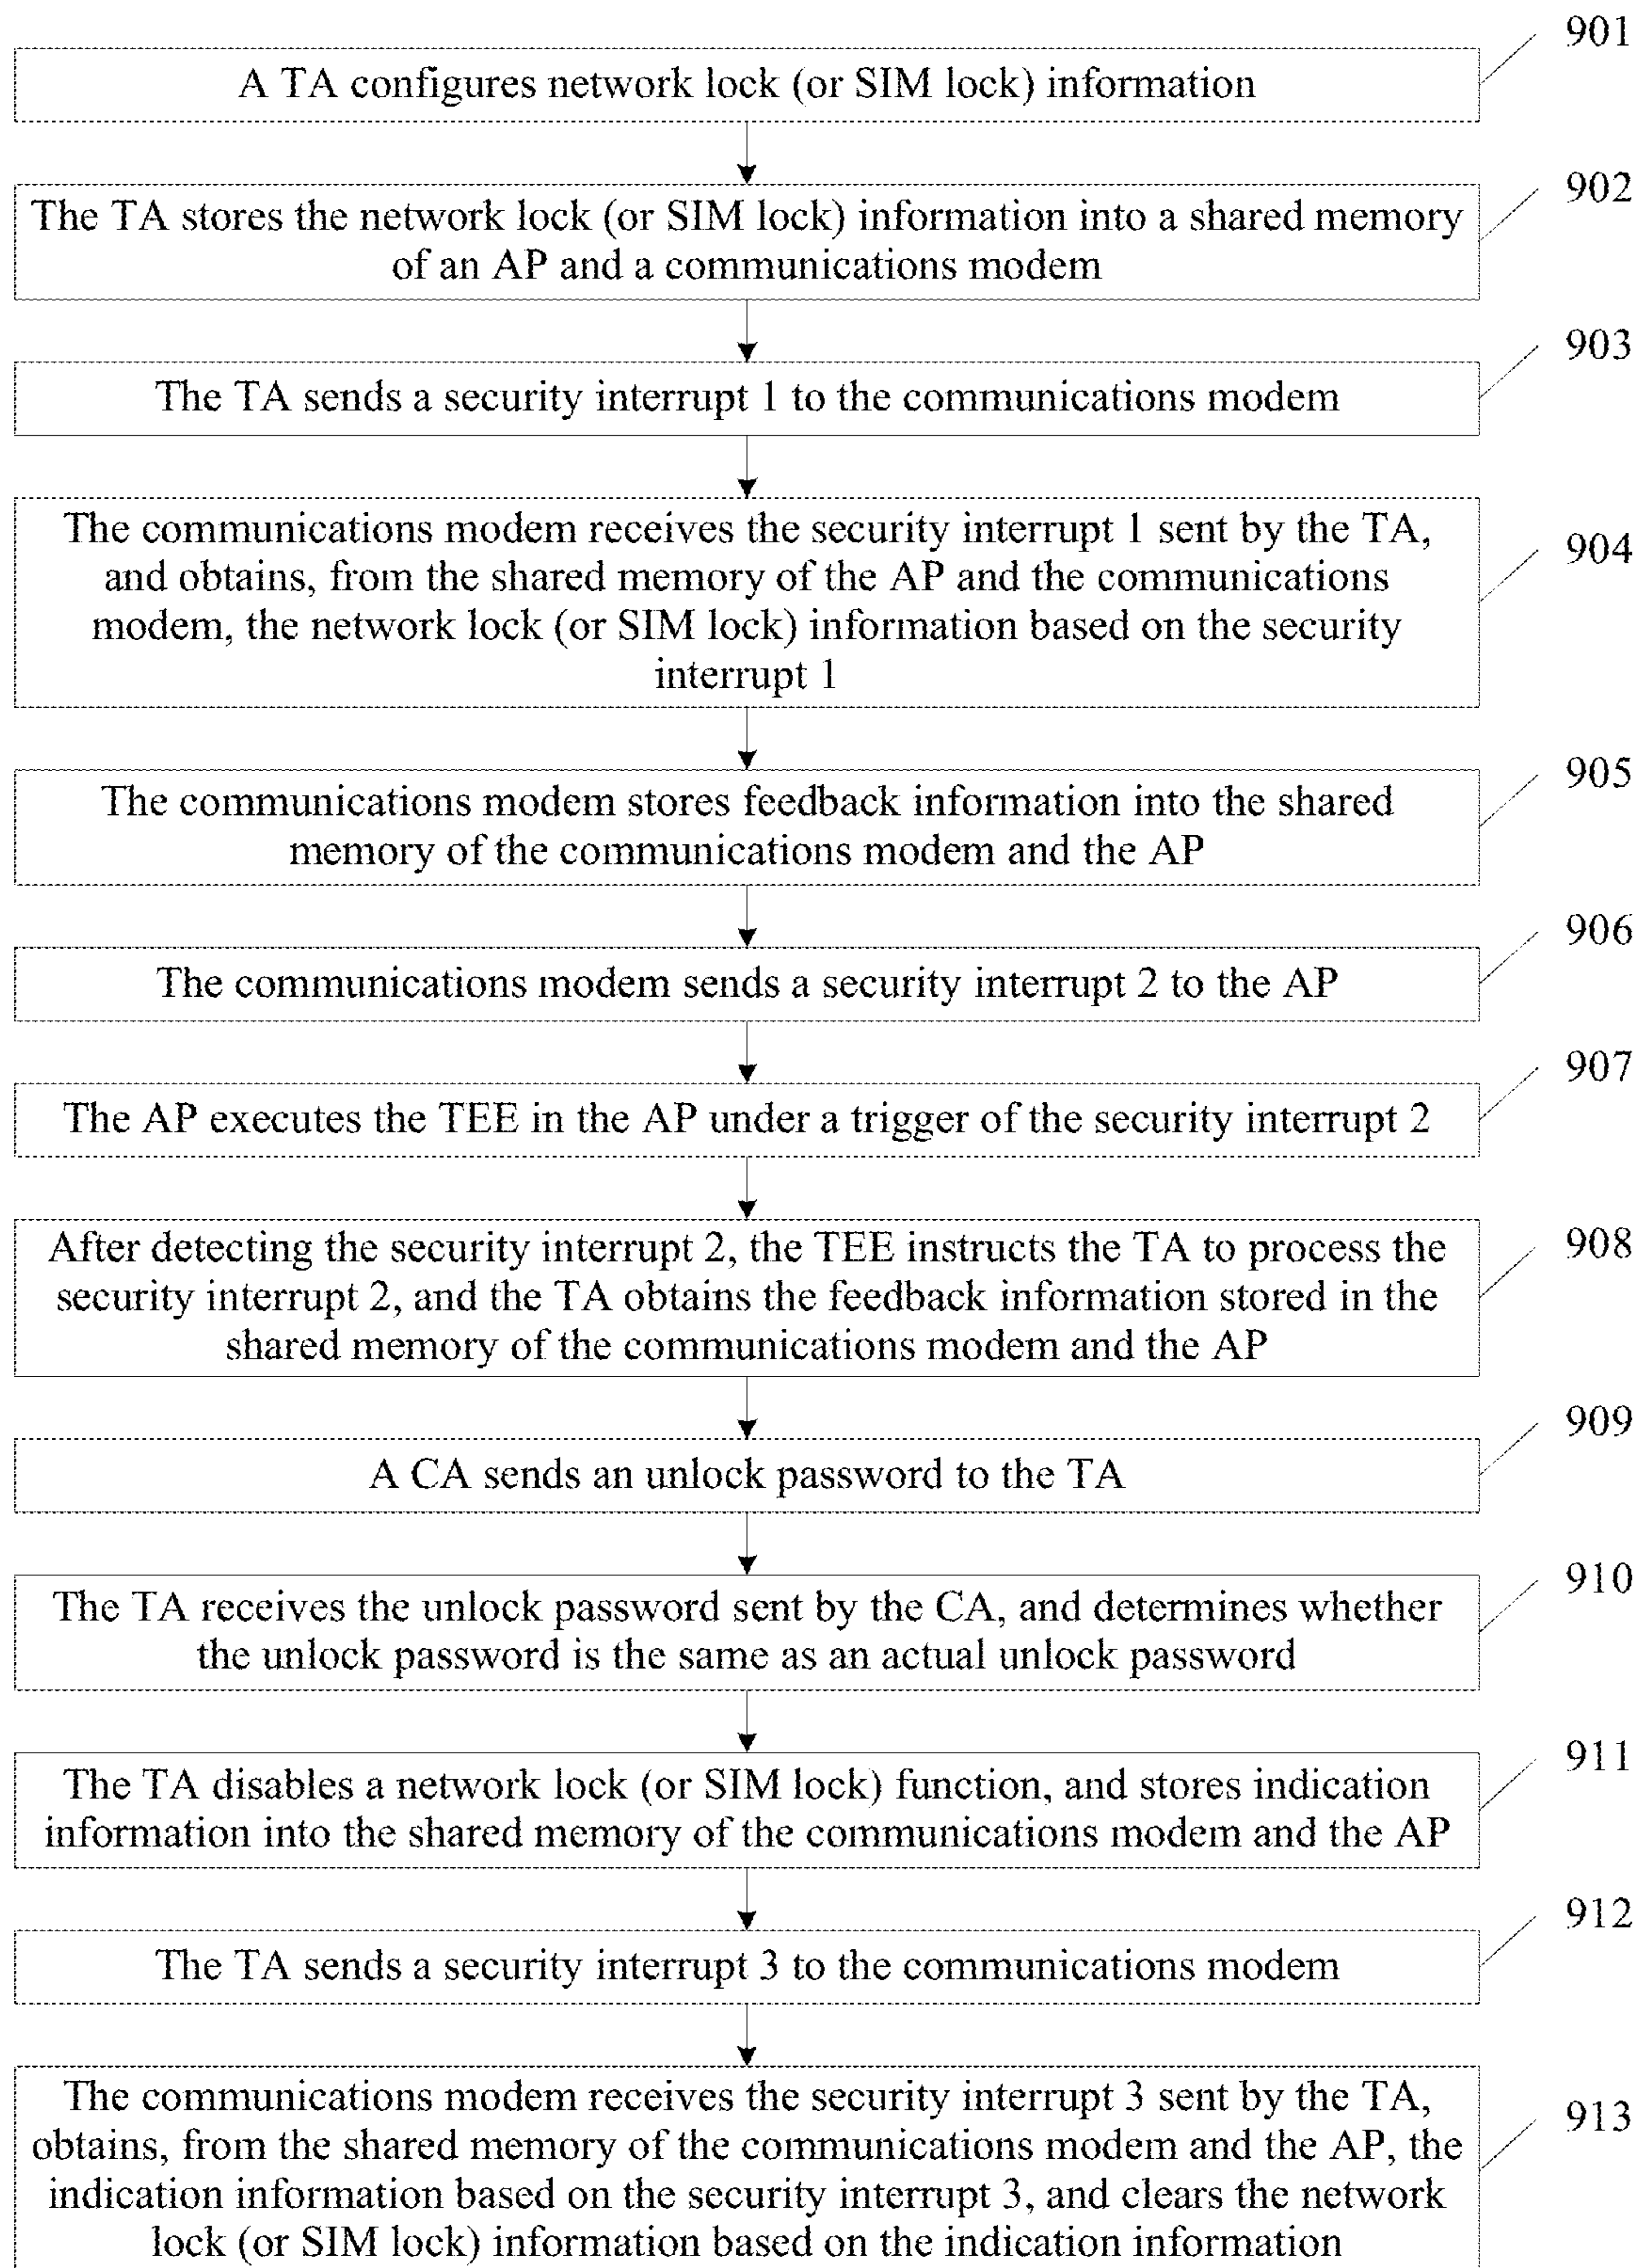 901
A TA configures network lock (or SIM lock) information
902
The TA stores the network lock (or SIM lock) information into a shared memory
of an AP and a communications modem
903
The TA sends a security interrupt 1 to the communications modem
904
The communications modem receives the security interrupt 1 sent by the TA,
and obtains, from the shared memory of the AP and the communications
modem, the network lock (or SIM lock) information based on the security
interrupt 1
905
The communications modem stores feedback information into the shared
memory of the communications modem and the AP
906
The communications modem sends a security interrupt 2 to the AP
907
The AP executes the TEE in the AP under a trigger of the security interrupt 2
908
After detecting the security interrupt 2, the TEE instructs the TA to process the
security interrupt 2, and the TA obtains the feedback information stored in the
shared memory of the communications modem and the AP
909
A CA sends an unlock password to the TA
910
The TA receives the unlock password sent by the CA, and determines whether
the unlock password is the same as an actual unlock password
911
The TA disables a network lock (or SIM lock) function, and stores indication
information into the shared memory of the communications modem and the AP
912
The TA sends a security interrupt 3 to the communications modem
913
The communications modem receives the security interrupt 3 sent by the TA,
obtains, from the shared memory of the communications modem and the AP, the
indication information based on the security interrupt 3, and clears the network
lock (or SIM lock) information based on the indication information